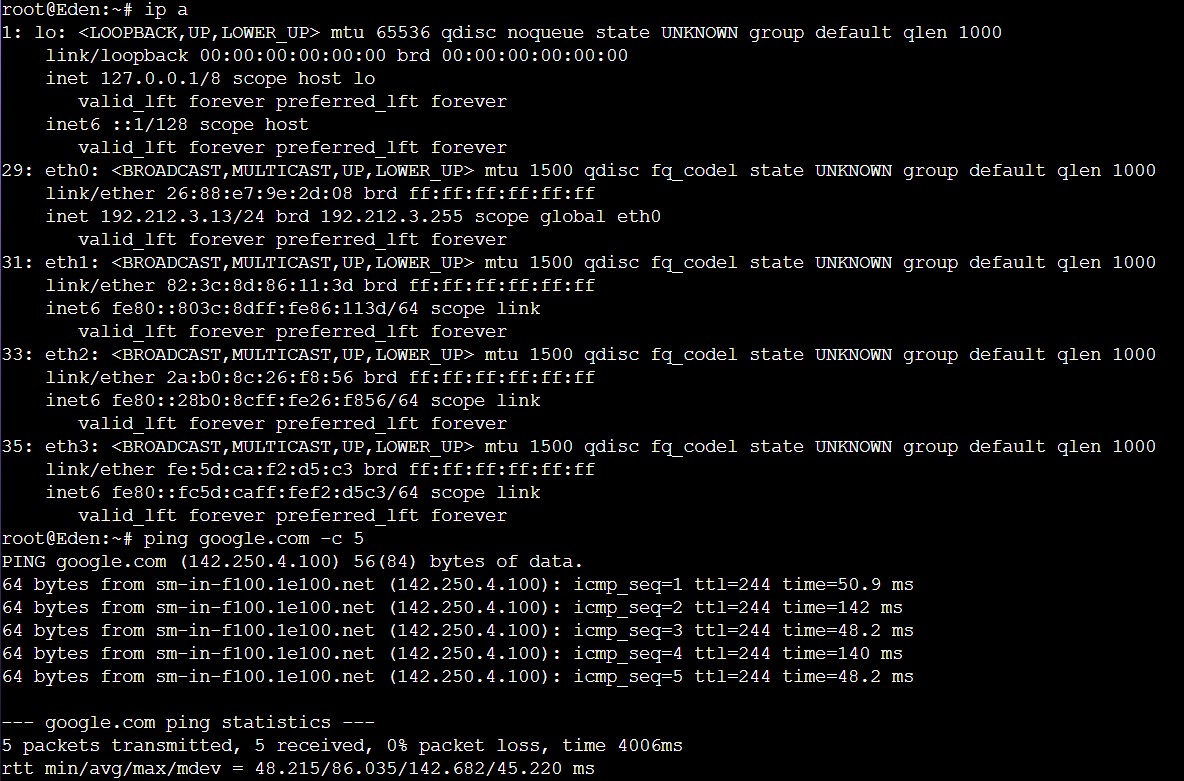 root@Eden:~# ip a
1: lo: <LOOPBACK,UP,LOWER_UP> mtu 65536 qdisc noqueue state UNKNOWN group default qlen 1000
    link/loopback 00:00:00:00:00:00 brd 00:00:00:00:00:00
    inet 127.0.0.1/8 scope host lo
       valid_lft forever preferred_lft forever
    inet6 ::1/128 scope host
       valid_lft forever preferred_lft forever
29: eth0: <BROADCAST,MULTICAST,UP,LOWER_UP> mtu 1500 qdisc fq_codel state UNKNOWN group default qlen 1000
    link/ether 26:88:e7:9e:2d:08 brd ff:ff:ff:ff:ff:ff
    inet 192.212.3.13/24 brd 192.212.3.255 scope global eth0
       valid_lft forever preferred_lft forever
31: eth1: <BROADCAST,MULTICAST,UP,LOWER_UP> mtu 1500 qdisc fq_codel state UNKNOWN group default qlen 1000
    link/ether 82:3c:8d:86:11:3d brd ff:ff:ff:ff:ff:ff
    inet6 fe80::803c:8dff:fe86:113d/64 scope link
       valid_lft forever preferred_lft forever
33: eth2: <BROADCAST,MULTICAST,UP,LOWER_UP> mtu 1500 qdisc fq_codel state UNKNOWN group default qlen 1000
    link/ether 2a:b0:8c:26:f8:56 brd ff:ff:ff:ff:ff:ff
    inet6 fe80::28b0:8cff:fe26:f856/64 scope link
       valid_lft forever preferred_lft forever
35: eth3: <BROADCAST,MULTICAST,UP,LOWER_UP> mtu 1500 qdisc fq_codel state UNKNOWN group default qlen 1000
    link/ether fe:5d:ca:f2:d5:c3 brd ff:ff:ff:ff:ff:ff
    inet6 fe80::fc5d:caff:fef2:d5c3/64 scope link
       valid_lft forever preferred_lft forever
root@Eden:~# ping google.com -c 5
PING google.com (142.250.4.100) 56(84) bytes of data.
64 bytes from sm-in-f100.1e100.net (142.250.4.100): icmp_seq=1 ttl=244 time=50.9 ms
64 bytes from sm-in-f100.1e100.net (142.250.4.100): icmp_seq=2 ttl=244 time=142 ms
64 bytes from sm-in-f100.1e100.net (142.250.4.100): icmp_seq=3 ttl=244 time=48.2 ms
64 bytes from sm-in-f100.1e100.net (142.250.4.100): icmp_seq=4 ttl=244 time=140 ms
64 bytes from sm-in-f100.1e100.net (142.250.4.100): icmp_seq=5 ttl=244 time=48.2 ms

--- google.com ping statistics ---
5 packets transmitted, 5 received, 0% packet loss, time 4006ms
rtt min/avg/max/mdev = 48.215/86.035/142.682/45.220 ms